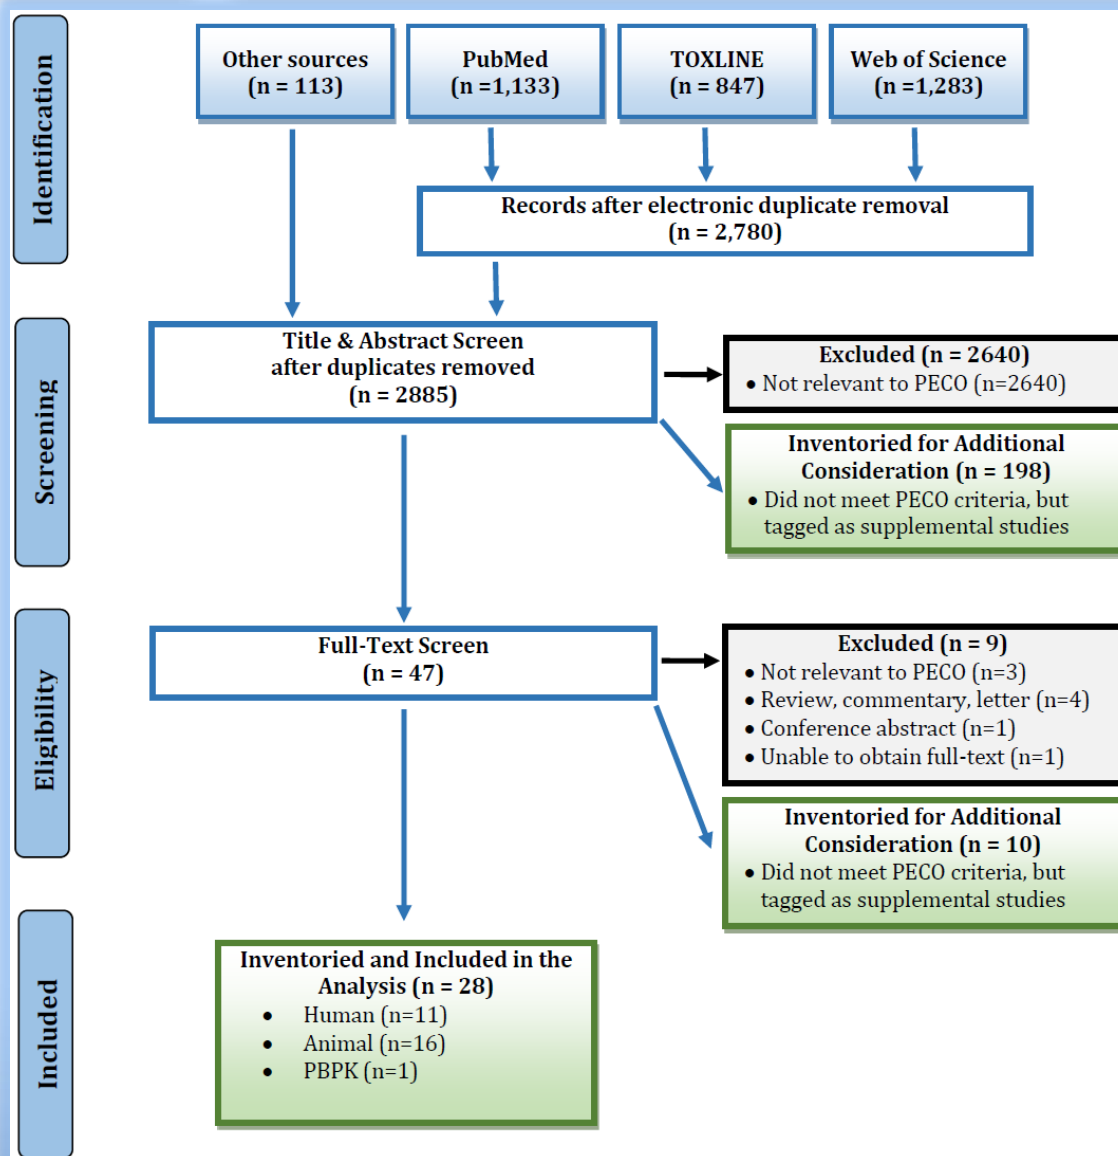 Identification
Other sources
(n = 113)
PubMed
(n =1,133)
TOXLINE
(n = 847)
Web of Science
(n =1,283)
Records after electronic duplicate removal
(n = 2,780)
Screening
Title & Abstract Screen
after duplicates removed
(n = 2885)
Excluded (n = 2640)
• Not relevant to PECO (n=2640)
Inventoried for Additional
Consideration (n = 198)
• Did not meet PECO criteria, but
tagged as supplemental studies
Eligibility
Full-Text Screen
(n = 47)
Excluded (n = 9)
• Not relevant to PECO (n=3)
• Review, commentary, letter (n=4)
• Conference abstract (n=1)
• Unable to obtain full-text (n=1)
Inventoried for Additional
Consideration (n = 10)
• Did not meet PECO criteria, but
tagged as supplemental studies
Included
Inventoried and Included in the
Analysis (n = 28)
• Human (n=11)
• Animal (n=16)
• PBPK (n=1)